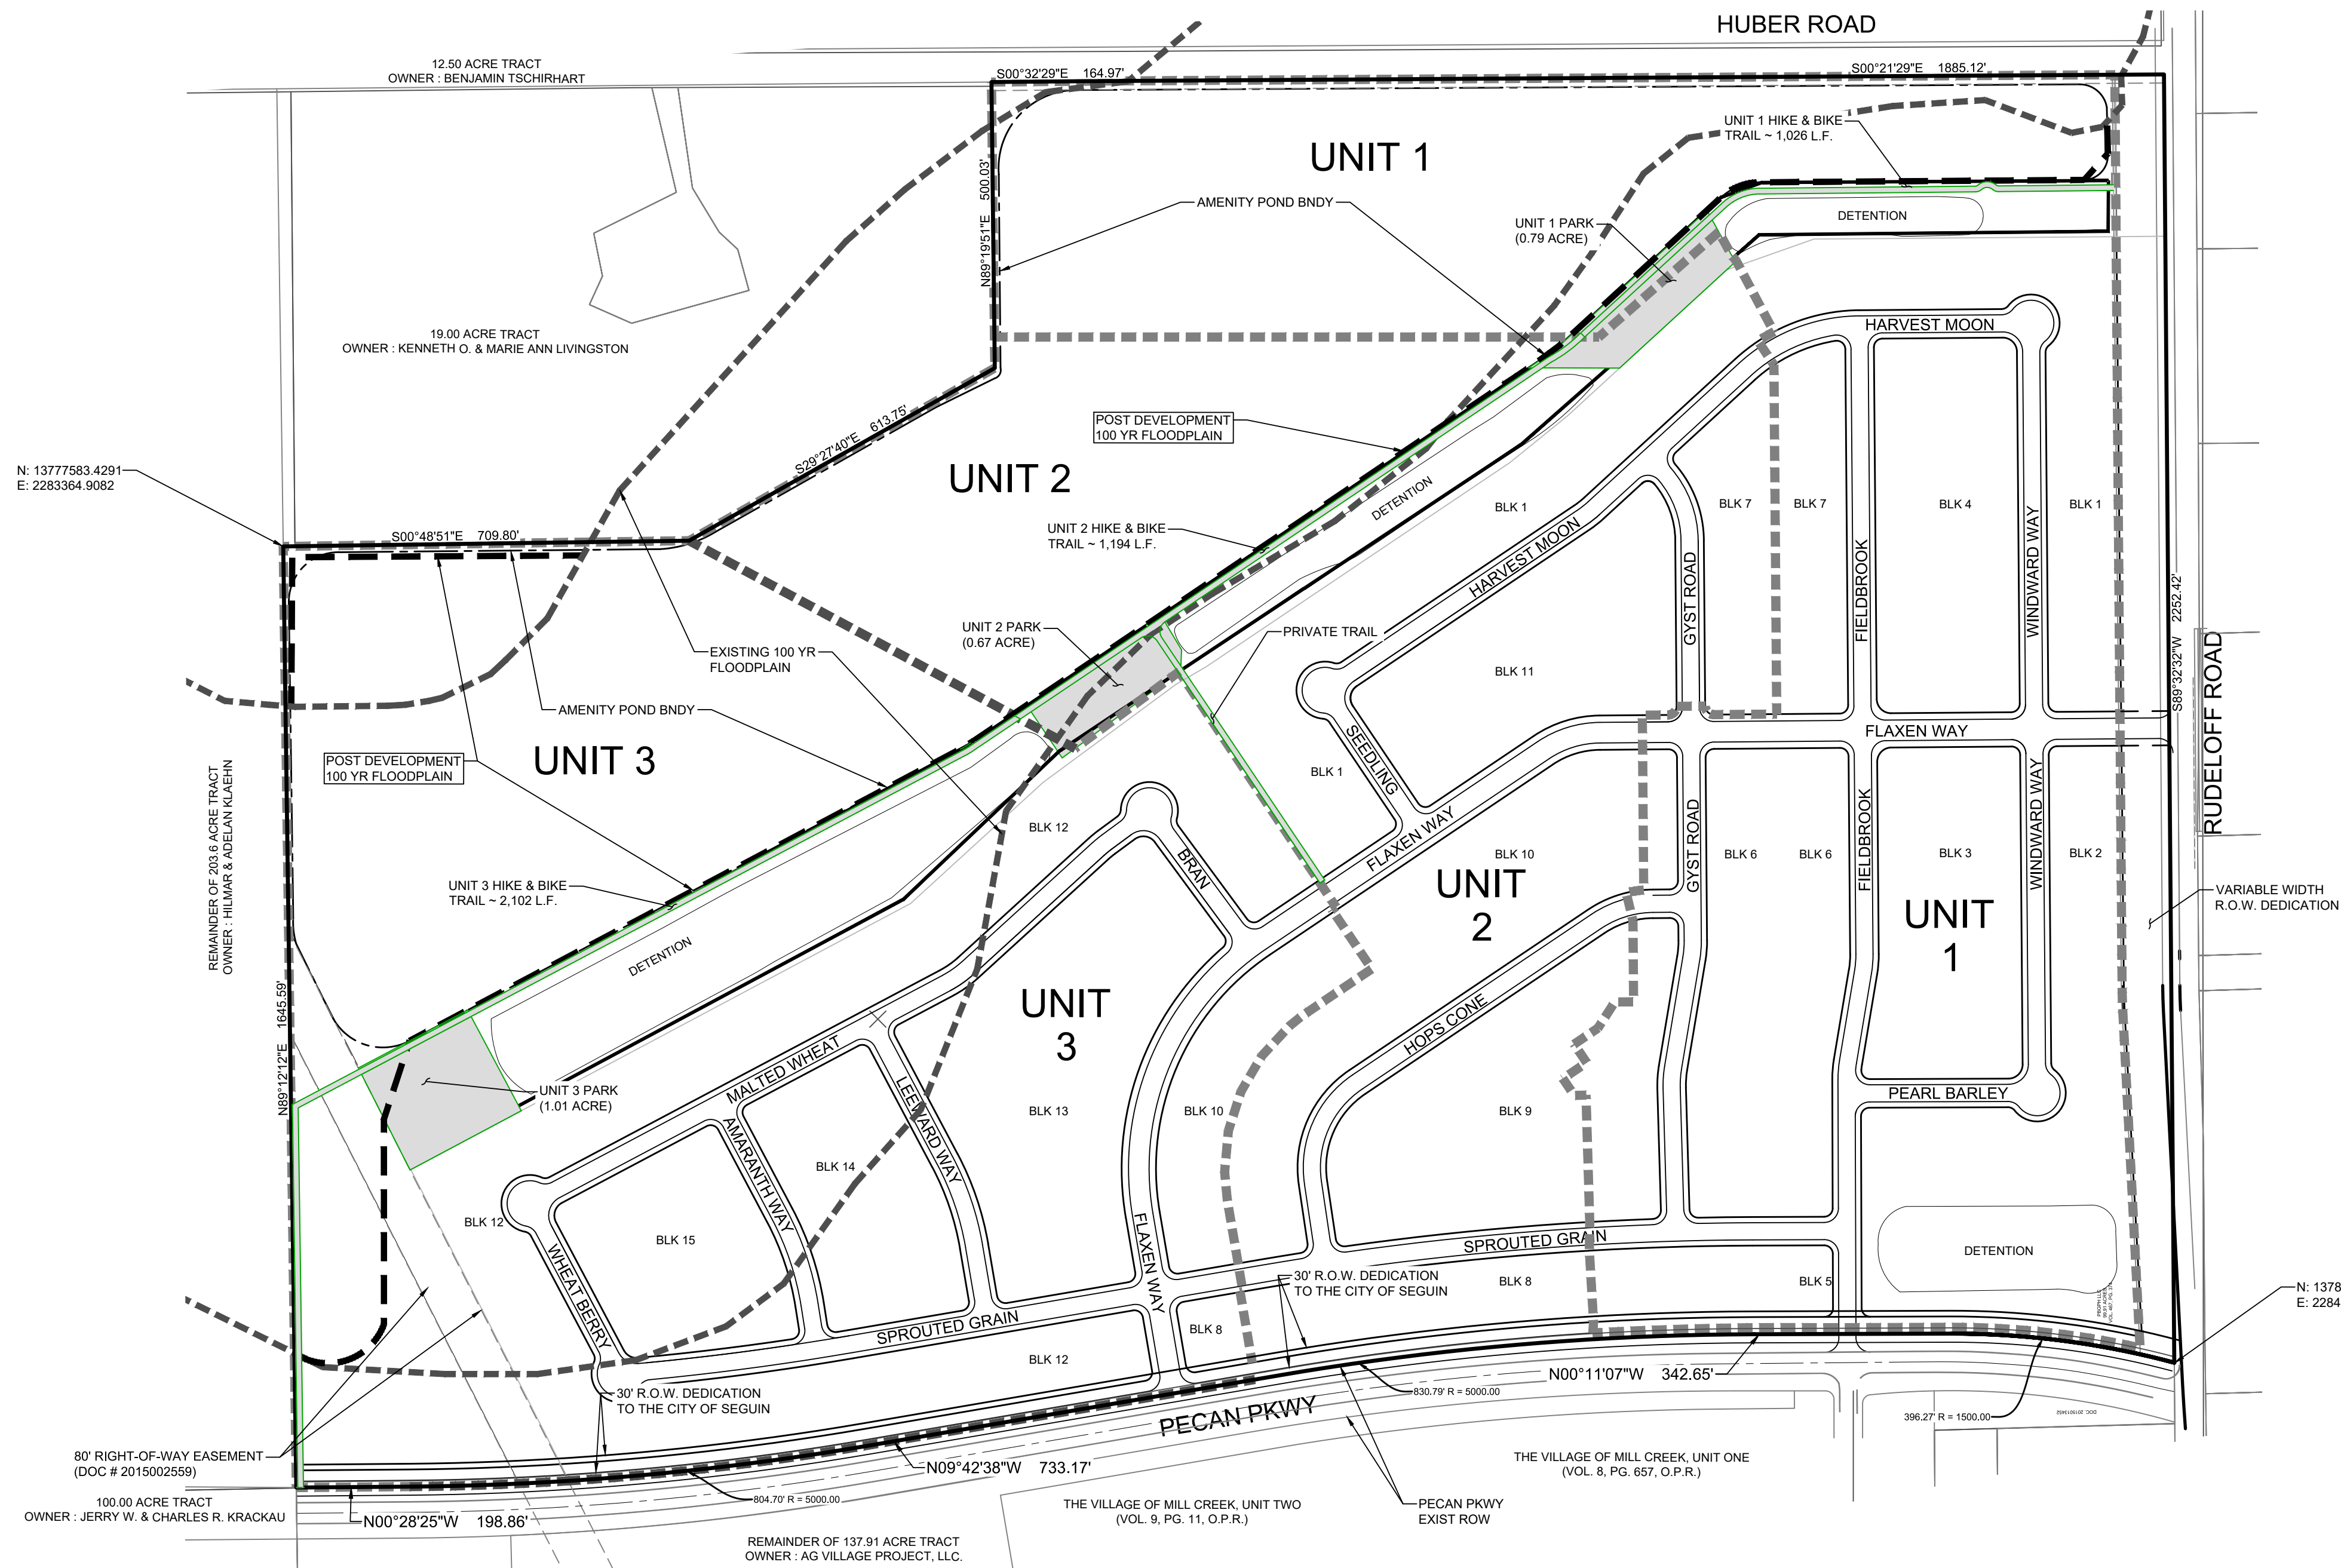 HUBER ROAD
12.50 ACRE TRACT
OWNER : BENJAMIN TSCHIRHART
S00°32'29"E 164.97'
S00°21'29"E 1885.12'
UNIT 1 HIKE & BIKE
TRAIL ~ 1,026 L.F.
UNIT 1
N89°19'51"E 500.03'
AMENITY POND BNDY
UNIT 1 PARK
(0.79 ACRE)
DETENTION
19.00 ACRE TRACT
OWNER : KENNETH O. & MARIE ANN LIVINGSTON
HARVEST MOON
S29°27'40"E 613.75'
POST DEVELOPMENT
100 YR FLOODPLAIN
N: 13777583.4291
E: 2283364.9082
UNIT 2
DETENTION
BLK 1
BLK 7
BLK 7
BLK 4
BLK 1
S00°48'51"E 709.80'
UNIT 2 HIKE & BIKE
TRAIL ~ 1,194 L.F.
HARVEST MOON
GYST ROAD
FIELDBROOK
WINDWARD WAY
S89°32'32"W 2252.42'
RUDELOFF ROAD
UNIT 2 PARK
(0.67 ACRE)
PRIVATE TRAIL
EXISTING 100 YR
FLOODPLAIN
BLK 11
AMENITY POND BNDY
UNIT 3
POST DEVELOPMENT
100 YR FLOODPLAIN
SEEDLING
BLK 1
FLAXEN WAY
FLAXEN WAY
REMAINDER OF 203.6 ACRE TRACT
OWNER : HILMAR & ADELAN KLAEHN
BLK 12
BRAN
BLK 10
UNIT
2
GYST ROAD
BLK 6
BLK 6
FIELDBROOK
BLK 3
WINDWARD WAY
BLK 2
UNIT 3 HIKE & BIKE
TRAIL ~ 2,102 L.F.
VARIABLE WIDTH
R.O.W. DEDICATION
UNIT
1
DETENTION
UNIT
3
HOPS CONE
N89°12'12"E 1645.59'
UNIT 3 PARK
(1.01 ACRE)
MALTED WHEAT
LEEWARD WAY
AMARANTH WAY
BLK 13
BLK 10
BLK 9
PEARL BARLEY
BLK 14
BLK 12
BLK 15
WHEAT BERRY
FLAXEN WAY
SPROUTED GRAIN
DETENTION
30' R.O.W. DEDICATION
TO THE CITY OF SEGUIN
BLK 8
BLK 5
N: 1378
E: 2284
SPROUTED GRAIN
BLK 8
BLK 12
30' R.O.W. DEDICATION
TO THE CITY OF SEGUIN
N00°11'07"W 342.65'
830.79' R = 5000.00
396.27' R = 1500.00
DOC 2015013452
PECAN PKWY
80' RIGHT-OF-WAY EASEMENT
(DOC # 2015002559)
N09°42'38"W 733.17'
THE VILLAGE OF MILL CREEK, UNIT ONE
(VOL. 8, PG. 657, O.P.R.)
804.70' R = 5000.00
100.00 ACRE TRACT
OWNER : JERRY W. & CHARLES R. KRACKAU
N00°28'25"W 198.86'
THE VILLAGE OF MILL CREEK, UNIT TWO
(VOL. 9, PG. 11, O.P.R.)
PECAN PKWY
EXIST ROW
REMAINDER OF 137.91 ACRE TRACT
OWNER : AG VILLAGE PROJECT, LLC.